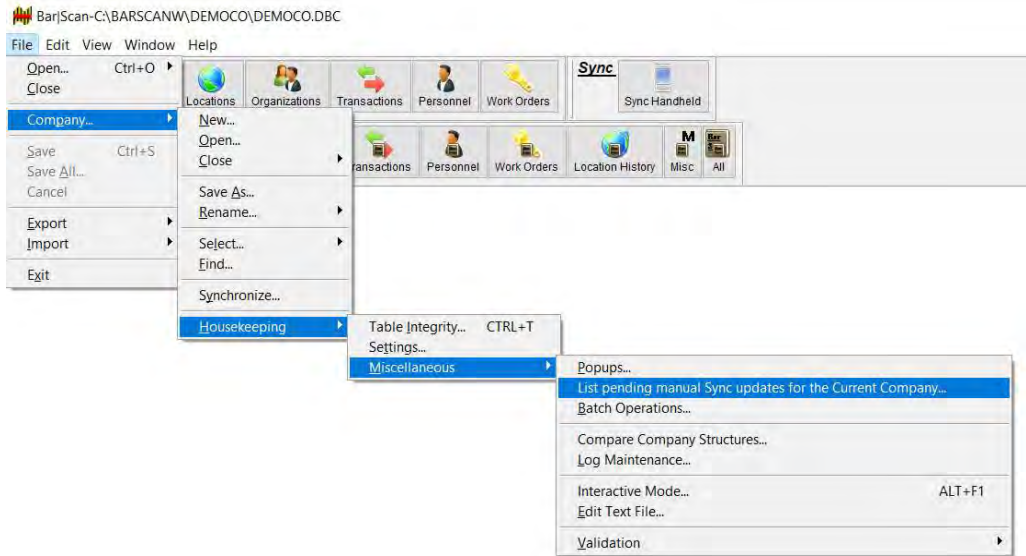 Bar|Scan-C:\BARSCANW\DEMOCO\DEMOCO.DBC
File Edit View Window Help
Open... Ctrl+O
Close
Company...
Save Ctrl+S
Save All...
Cancel
Export
Import
Exit
Locations Organizations Transactions Personnel Work Orders
Sync
Sync Handheld
ransactions Personnel Work Orders Location History Misc All
M
Bar
New...
Open...
Close
Save As...
Rename...
Select...
Find...
Synchronize...
Housekeeping
Table Integrity... CTRL+T
Settings...
Miscellaneous
Popups...
List pending manual Sync updates for the Current Company...
Batch Operations...
Compare Company Structures...
Log Maintenance...
Interactive Mode... ALT+F1
Edit Text File...
Validation